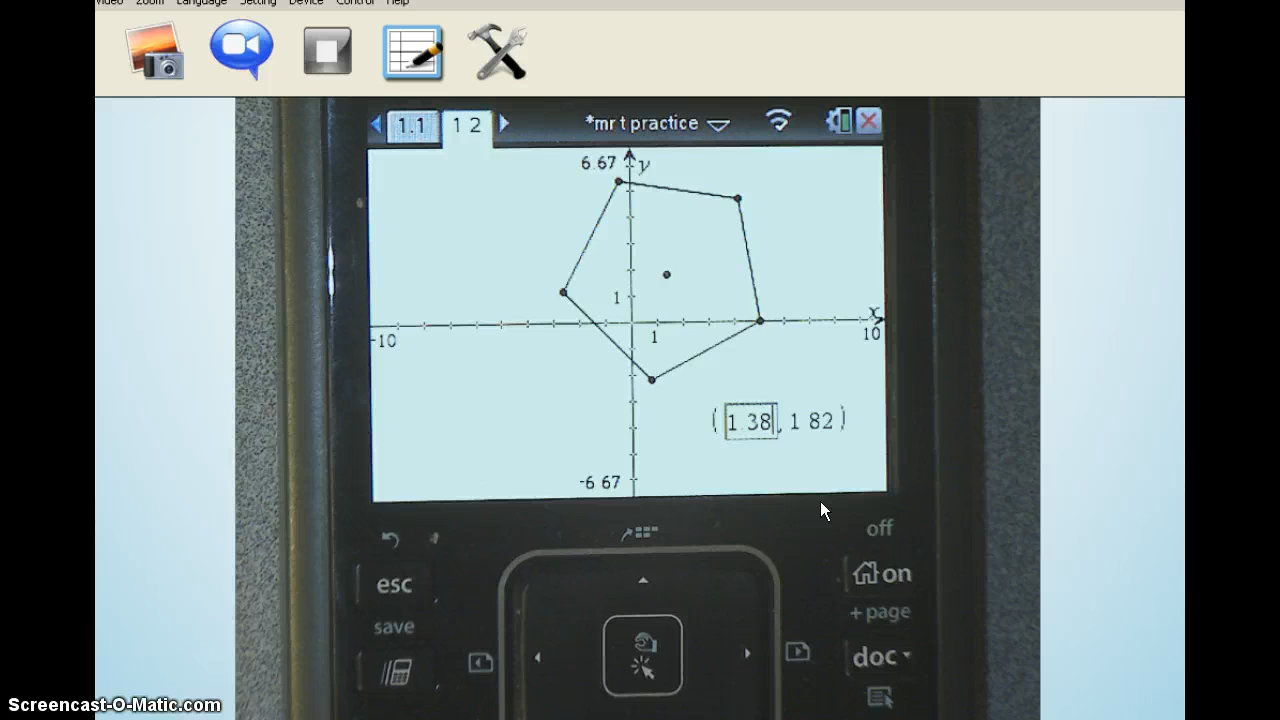 Video Zoom Language Setting Device Control Help
1.1 1 2 *mr t practice
6.67 y
1
x
-10 1 10
(1.38, 1 82)
-6 67
off
esc
on
+ page
save
doc
Screencast-O-Matic.com